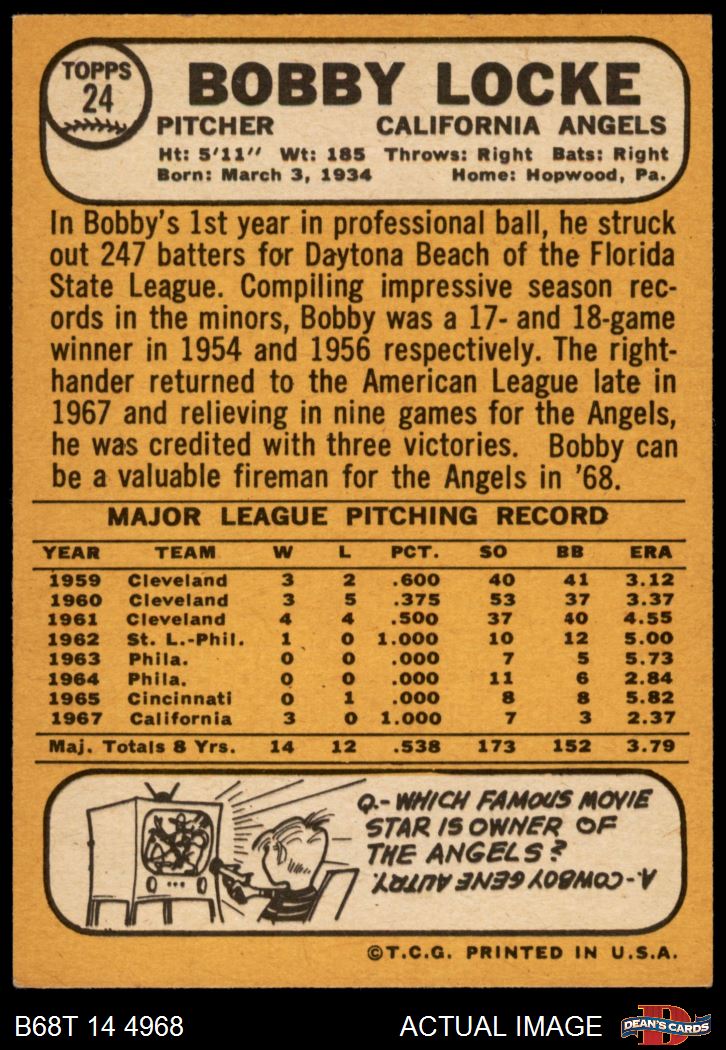 TOPPS
24
BOBBY LOCKE
PITCHER CALIFORNIA ANGELS
Ht: 5'11" Wt: 185 Throws: Right Bats: Right
Born: March 3, 1934 Home: Hopwood, Pa.
In Bobby's 1st year in professional ball, he struck
out 247 batters for Daytona Beach of the Florida
State League. Compiling impressive season rec-
ords in the minors, Bobby was a 17- and 18-game
winner in 1954 and 1956 respectively. The right-
hander returned to the American League late in
1967 and relieving in nine games for the Angels,
he was credited with three victories. Bobby can
be a valuable fireman for the Angels in '68.
MAJOR LEAGUE PITCHING RECORD
YEAR TEAM W L PCT. SO BB ERA
1959 Cleveland 3 2 .600 40 41 3.12
1960 Cleveland 3 5 .375 53 37 3.37
1961 Cleveland 4 4 .500 37 40 4.55
1962 St. L.-Phil. 1 0 1.000 10 12 5.00
1963 Phila. 0 0 .000 7 5 5.73
1964 Phila. 0 0 .000 11 6 2.84
1965 Cincinnati 0 1 .000 8 8 5.82
1967 California 3 0 1.000 7 3 2.37
Maj. Totals 8 Yrs. 14 12 .538 173 152 3.79
Q.-WHICH FAMOUS MOVIE
STAR IS OWNER OF
THE ANGELS?
A.-COWBOY GENE AUTRY.
©T.C.G. PRINTED IN U.S.A.
B68T 14 4968 ACTUAL IMAGE
D
DEAN'S CARDS